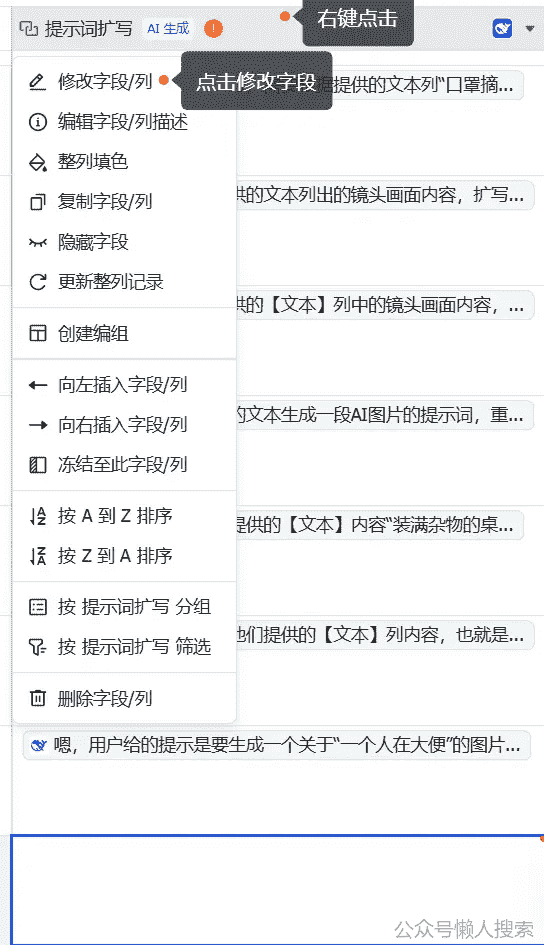 右键点击
提示词扩写 AI 生成
修改字段/列
点击修改字段
据提供的文本列“口罩摘...
编辑字段/列描述
整列填色
供的文本列出的镜头画面内容，扩写...
复制字段/列
隐藏字段
更新整列记录
供的【文本】列中的镜头画面内容，...
创建编组
向左插入字段/列
的文本生成一段AI图片的提示词，重...
向右插入字段/列
冻结至此字段/列
按 A 到 Z 排序
提供的【文本】内容“装满杂物的桌...
按 Z 到 A 排序
按 提示词扩写 分组
他们提供的【文本】列内容，也就是...
按 提示词扩写 筛选
删除字段/列
嗯，用户给的提示是要生成一个关于“一个人在大便”的图片...
公众号懒人搜索